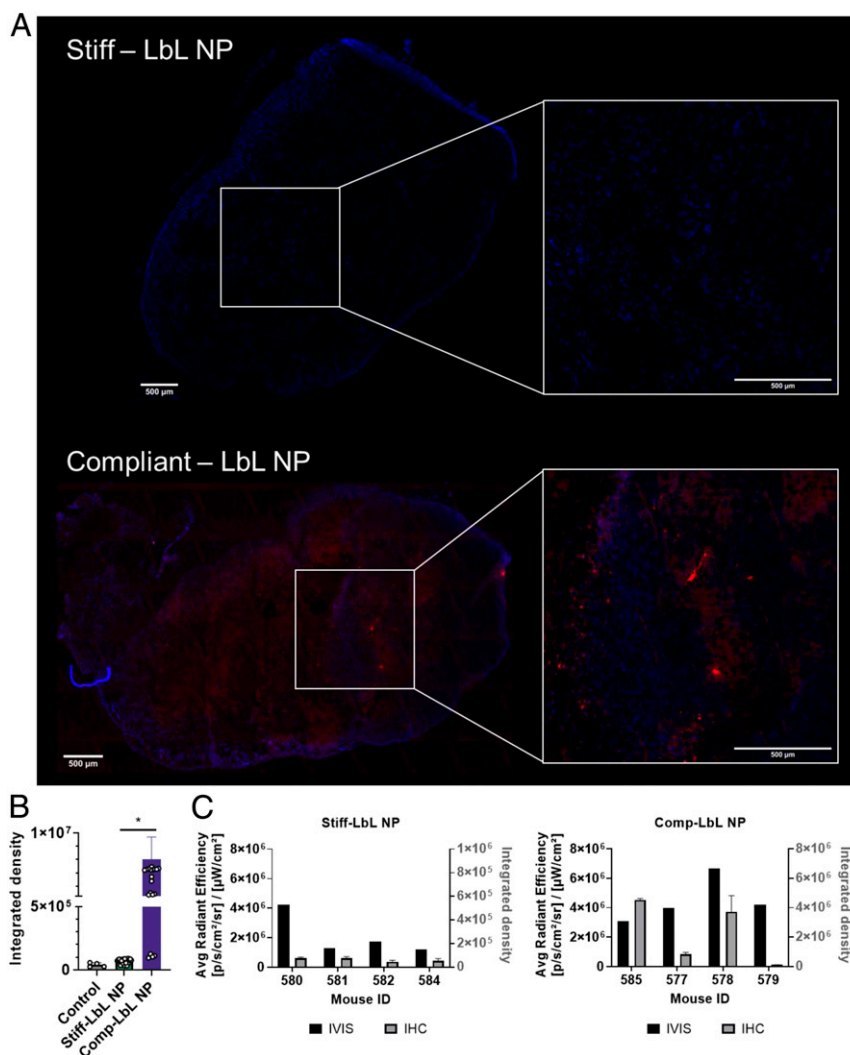 A
Stiff – LbL NP
500 µm
500 µm
Compliant – LbL NP
500 µm
500 µm
B
*
Integrated density
1×10⁷
5×10⁵
0
Control
Stiff-LbL NP
Comp-LbL NP
C
Stiff-LbL NP
Avg Radiant Efficiency
[p/s/cm²/sr] / [µW/cm²]
8×10⁶
6×10⁶
4×10⁶
2×10⁶
0
1×10⁶
8×10⁵
6×10⁵
4×10⁵
2×10⁵
0
Integrated density
580 581 582 584
Mouse ID
IVIS IHC
Comp-LbL NP
Avg Radiant Efficiency
[p/s/cm²/sr] / [µW/cm²]
8×10⁶
6×10⁶
4×10⁶
2×10⁶
0
8×10⁶
6×10⁶
4×10⁶
2×10⁶
0
Integrated density
585 577 578 579
Mouse ID
IVIS IHC